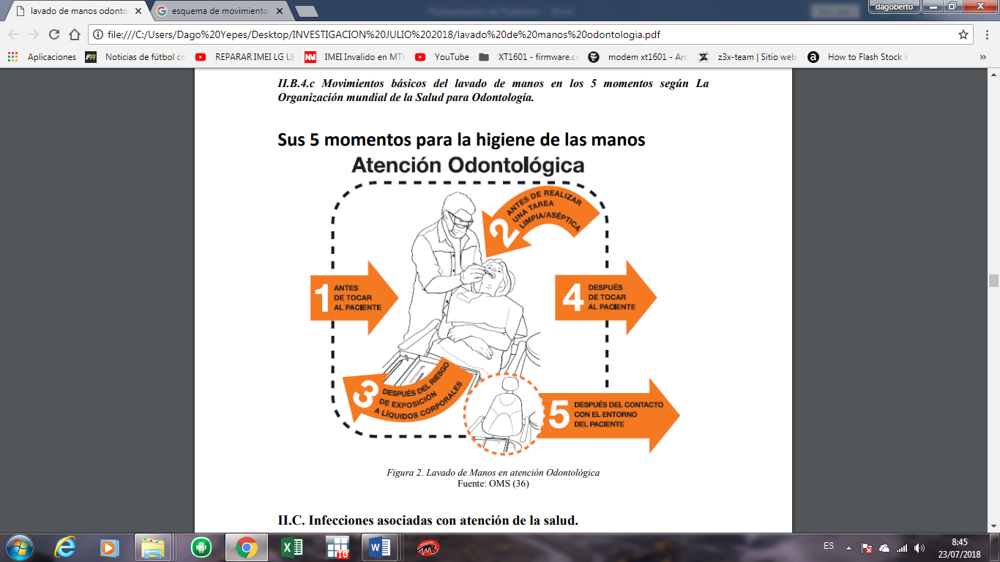 lavado de manos odonto
esquema de movimiento
dagoberto
file:///C:/Users/Dago%20Yepes/Desktop/INVESTIGACION%20JULIO%202018/lavado%20de%20manos%20odontologia.pdf
Aplicaciones
FR
Noticias de fútbol co
REPARAR IMEI LG L8
NW
IMEI Invalido en MTK
YouTube
XT1601 - firmware.ce
modem xt1601 - Arc
z3x-team | Sitio web
a
How to Flash Stock F
»
II.B.4.c Movimientos básicos del lavado de manos en los 5 momentos según La
Organización mundial de la Salud para Odontología.
Sus 5 momentos para la higiene de las manos
Atención Odontológica
1
ANTES
DE TOCAR
AL PACIENTE
2
ANTES DE REALIZAR
UNA TAREA
LIMPIA/ASÉPTICA
3
DESPUÉS DEL RIESGO
DE EXPOSICIÓN
A LÍQUIDOS CORPORALES
4
DESPUÉS
DE TOCAR
AL PACIENTE
5
DESPUÉS DEL CONTACTO
CON EL ENTORNO
DEL PACIENTE
Figura 2. Lavado de Manos en atención Odontológica
Fuente: OMS (36)
II.C. Infecciones asociadas con atención de la salud.
10
ES
8:45
23/07/2018